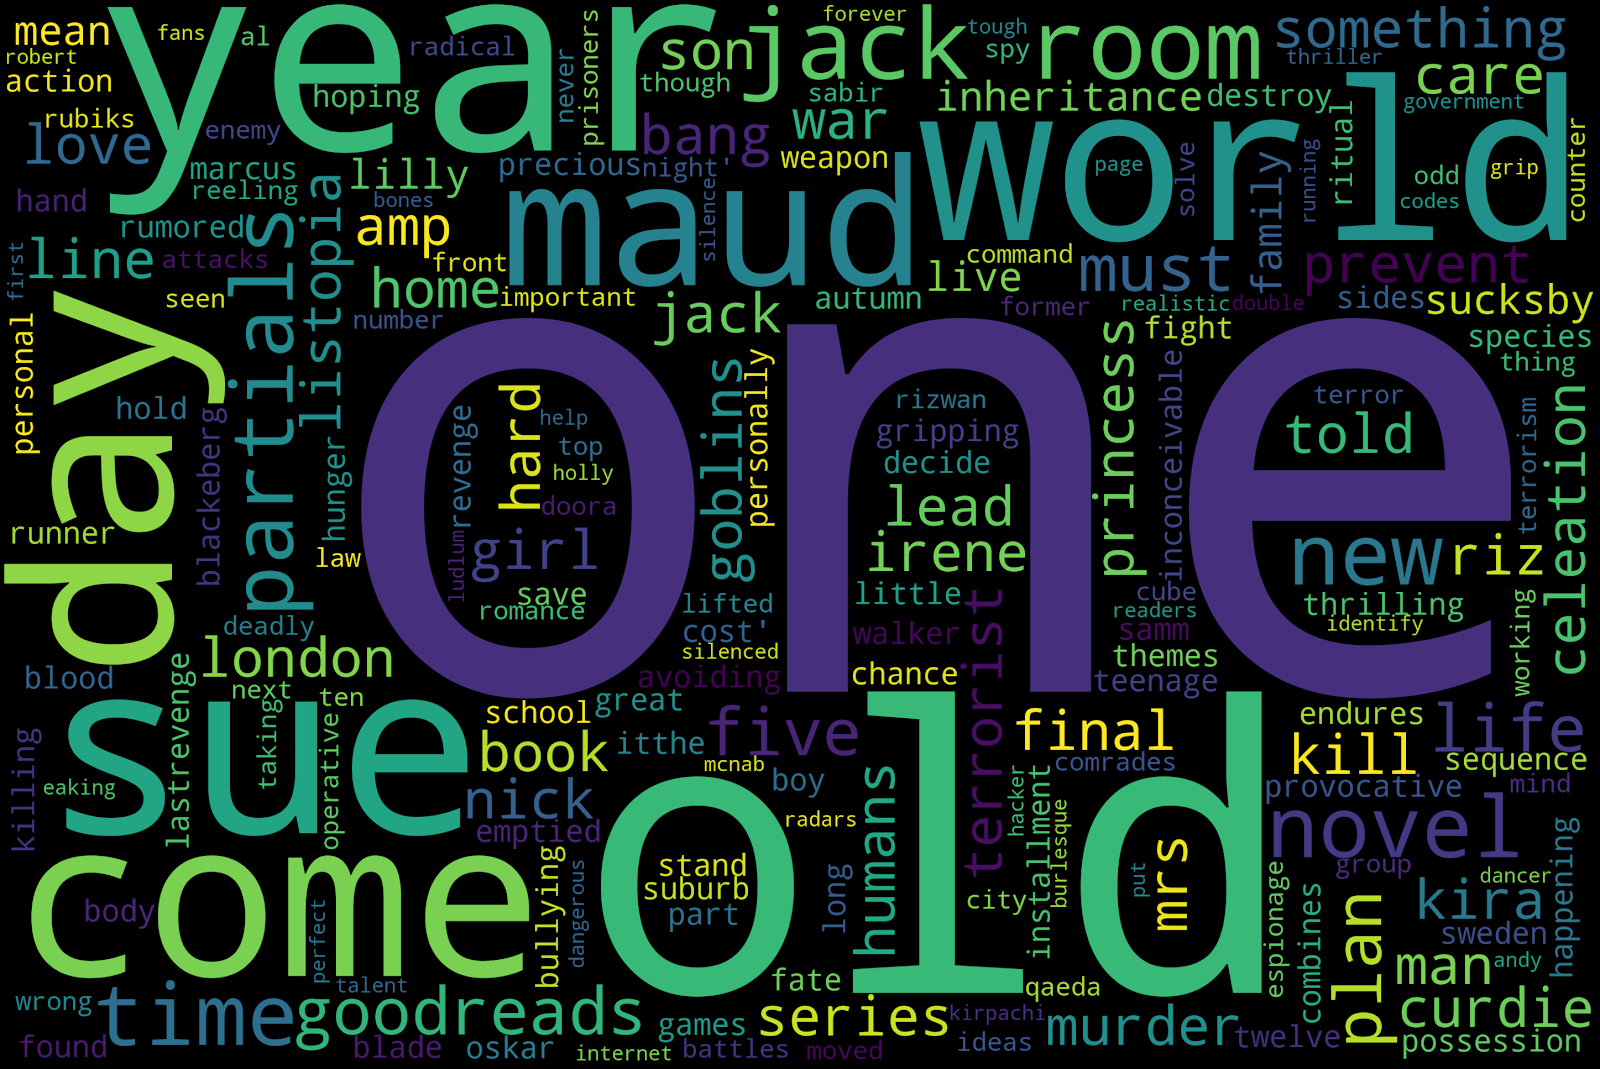 mean
fans
al
robert
action
rubiks
love
hand
year
radical
hoping
enemy
marcus
reeling
rumored
attacks
line
first
seen
personal
lilly
never
prisoners
son
though
jack
forever
tough
spy
room
something
thriller
care
government
sabir
war
weapon
inheritance
destroy
bang
precious
night'
bones
silence
maud
world
page
solve
running
family
ritual
odd
codes
grip
counter
amp
front
home
important
number
listopia
partials
day
hold
blackeberg
runner
jack
autumn
live
command
former
must
realistic
double
prevent
sides
sucksby
species
thing
fight
one
hunger
revenge
hard
help
top
holly
doora
girl
ludlum
save
romance
law
deadly
goblins
personally
rizwan
gripping
decide
lead
irene
little
princess
inconceivable
cube
readers
terror
told
new
riz
thrilling
identify
terrorism
celeation
working
london
blood
next
ten
lastrevenge
taking
operative
sue
eaking
killing
lifted
cost'
silenced
avoiding
walker
chance
samm
themes
teenage
terrorist
school
great
book
itthe
five
nick
emptied
mcnab
boy
radars
final
comrades
endures
kill
life
sequence
provocative
mind
novel
group
dancer
come
body
perfect
bullying
dangerous
talent
old
stand
suburb
part
long
humans
city
installment
hacker
burlesque
put
mrs
espionage
combines
plan
kira
sweden
happening
man
andy
curdie
possession
wrong
time
goodreads
found
blade
oskar
internet
games
battles
fate
moved
series
kirpachi
ideas
qaeda
murder
twelve